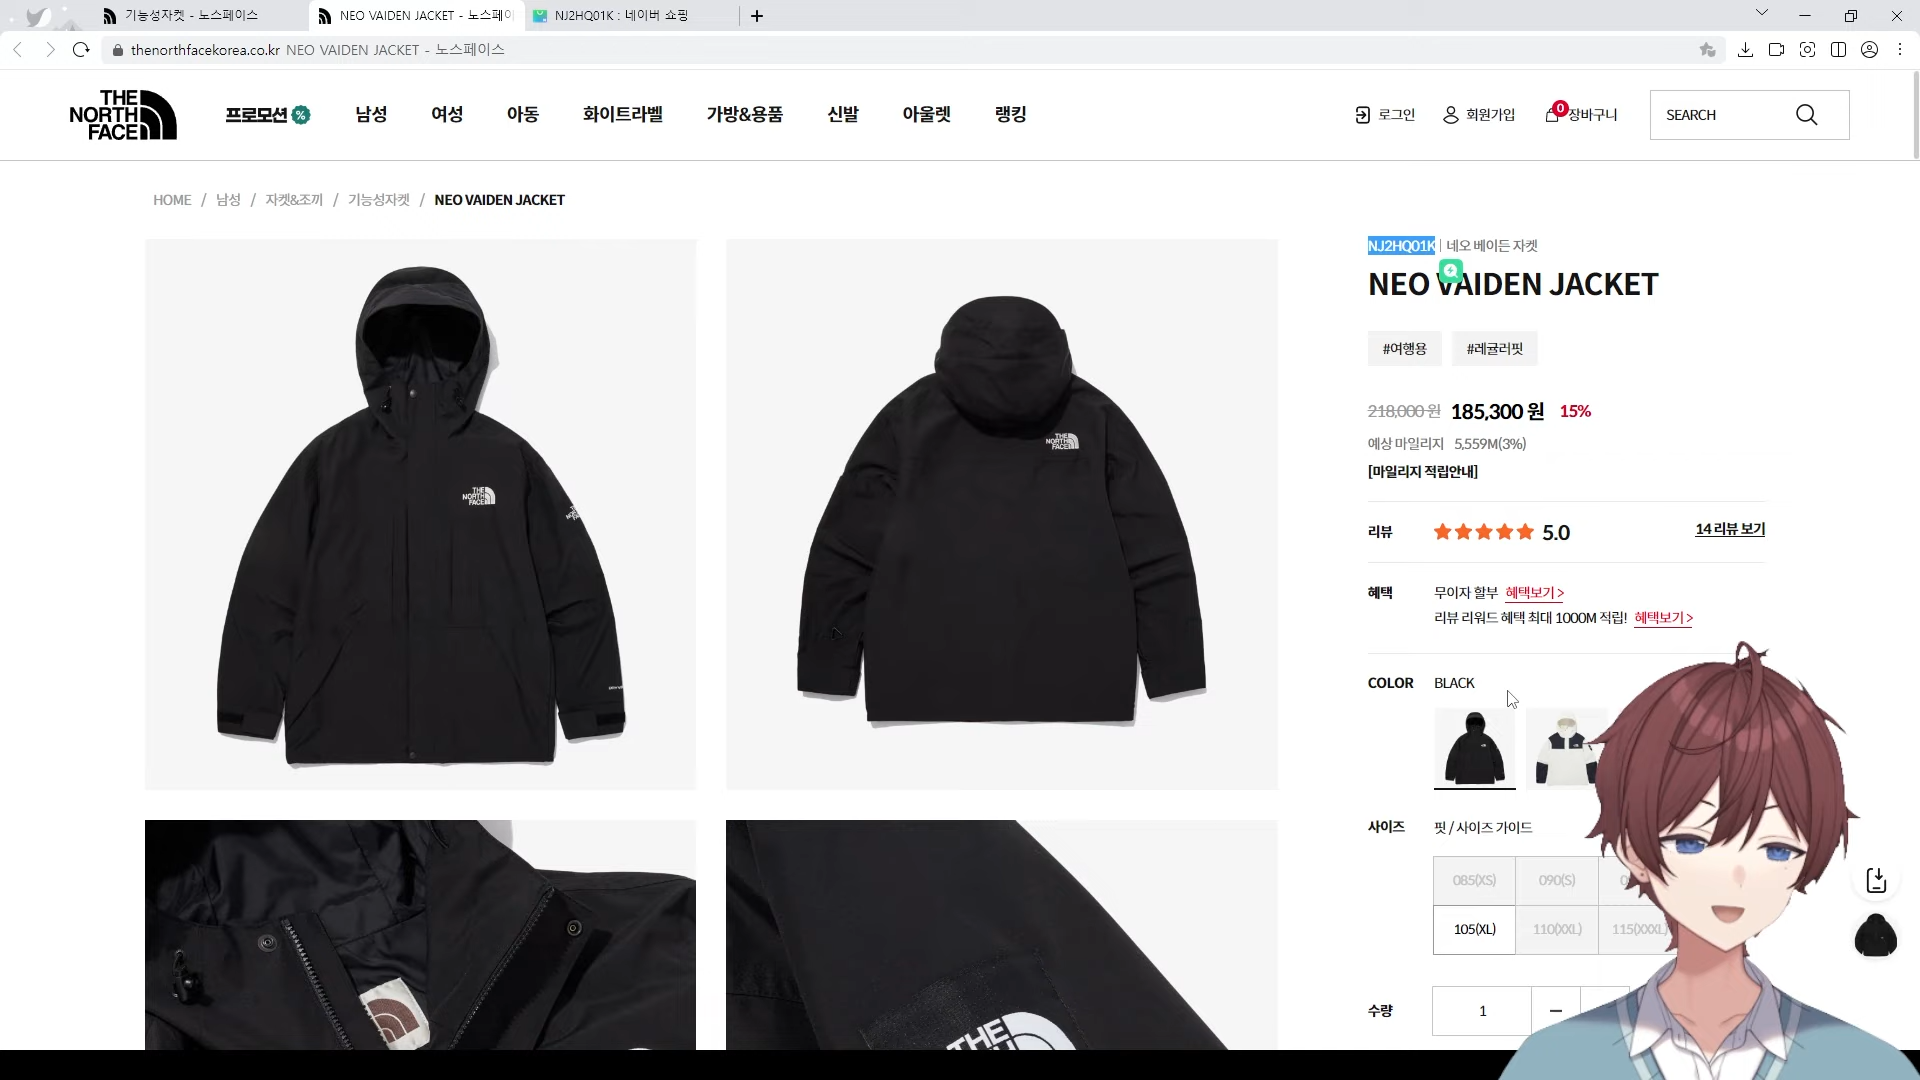 기능성자켓 - 노스페이스
NEO VAIDEN JACKET - 노스페이
NJ2HQ01K : 네이버 쇼핑
thenorthfacekorea.co.kr NEO VAIDEN JACKET - 노스페이스
THE NORTH FACE
프로모션 %
남성
여성
아동
화이트라벨
가방&용품
신발
아울렛
랭킹
로그인
회원가입
0
장바구니
SEARCH
HOME / 남성 / 자켓&조끼 / 기능성자켓 / NEO VAIDEN JACKET
NJ2HQ01K | 네오 베이든 자켓
NEO VAIDEN JACKET
#여행용
#레귤러핏
218,000 원 185,300 원 15%
예상 마일리지 5,559M(3%)
[마일리지 적립안내]
리뷰 5.0 14 리뷰 보기
혜택 무이자 할부 혜택보기 >
리뷰 리워드 혜택 최대 1000M 적립! 혜택보기 >
COLOR BLACK
사이즈 핏 / 사이즈 가이드
085(XS) 090(S)
105(XL) 110(XXL) 115(XXXL)
수량 1 −
THE NORTH FACE
THE NORTH FACE
THE